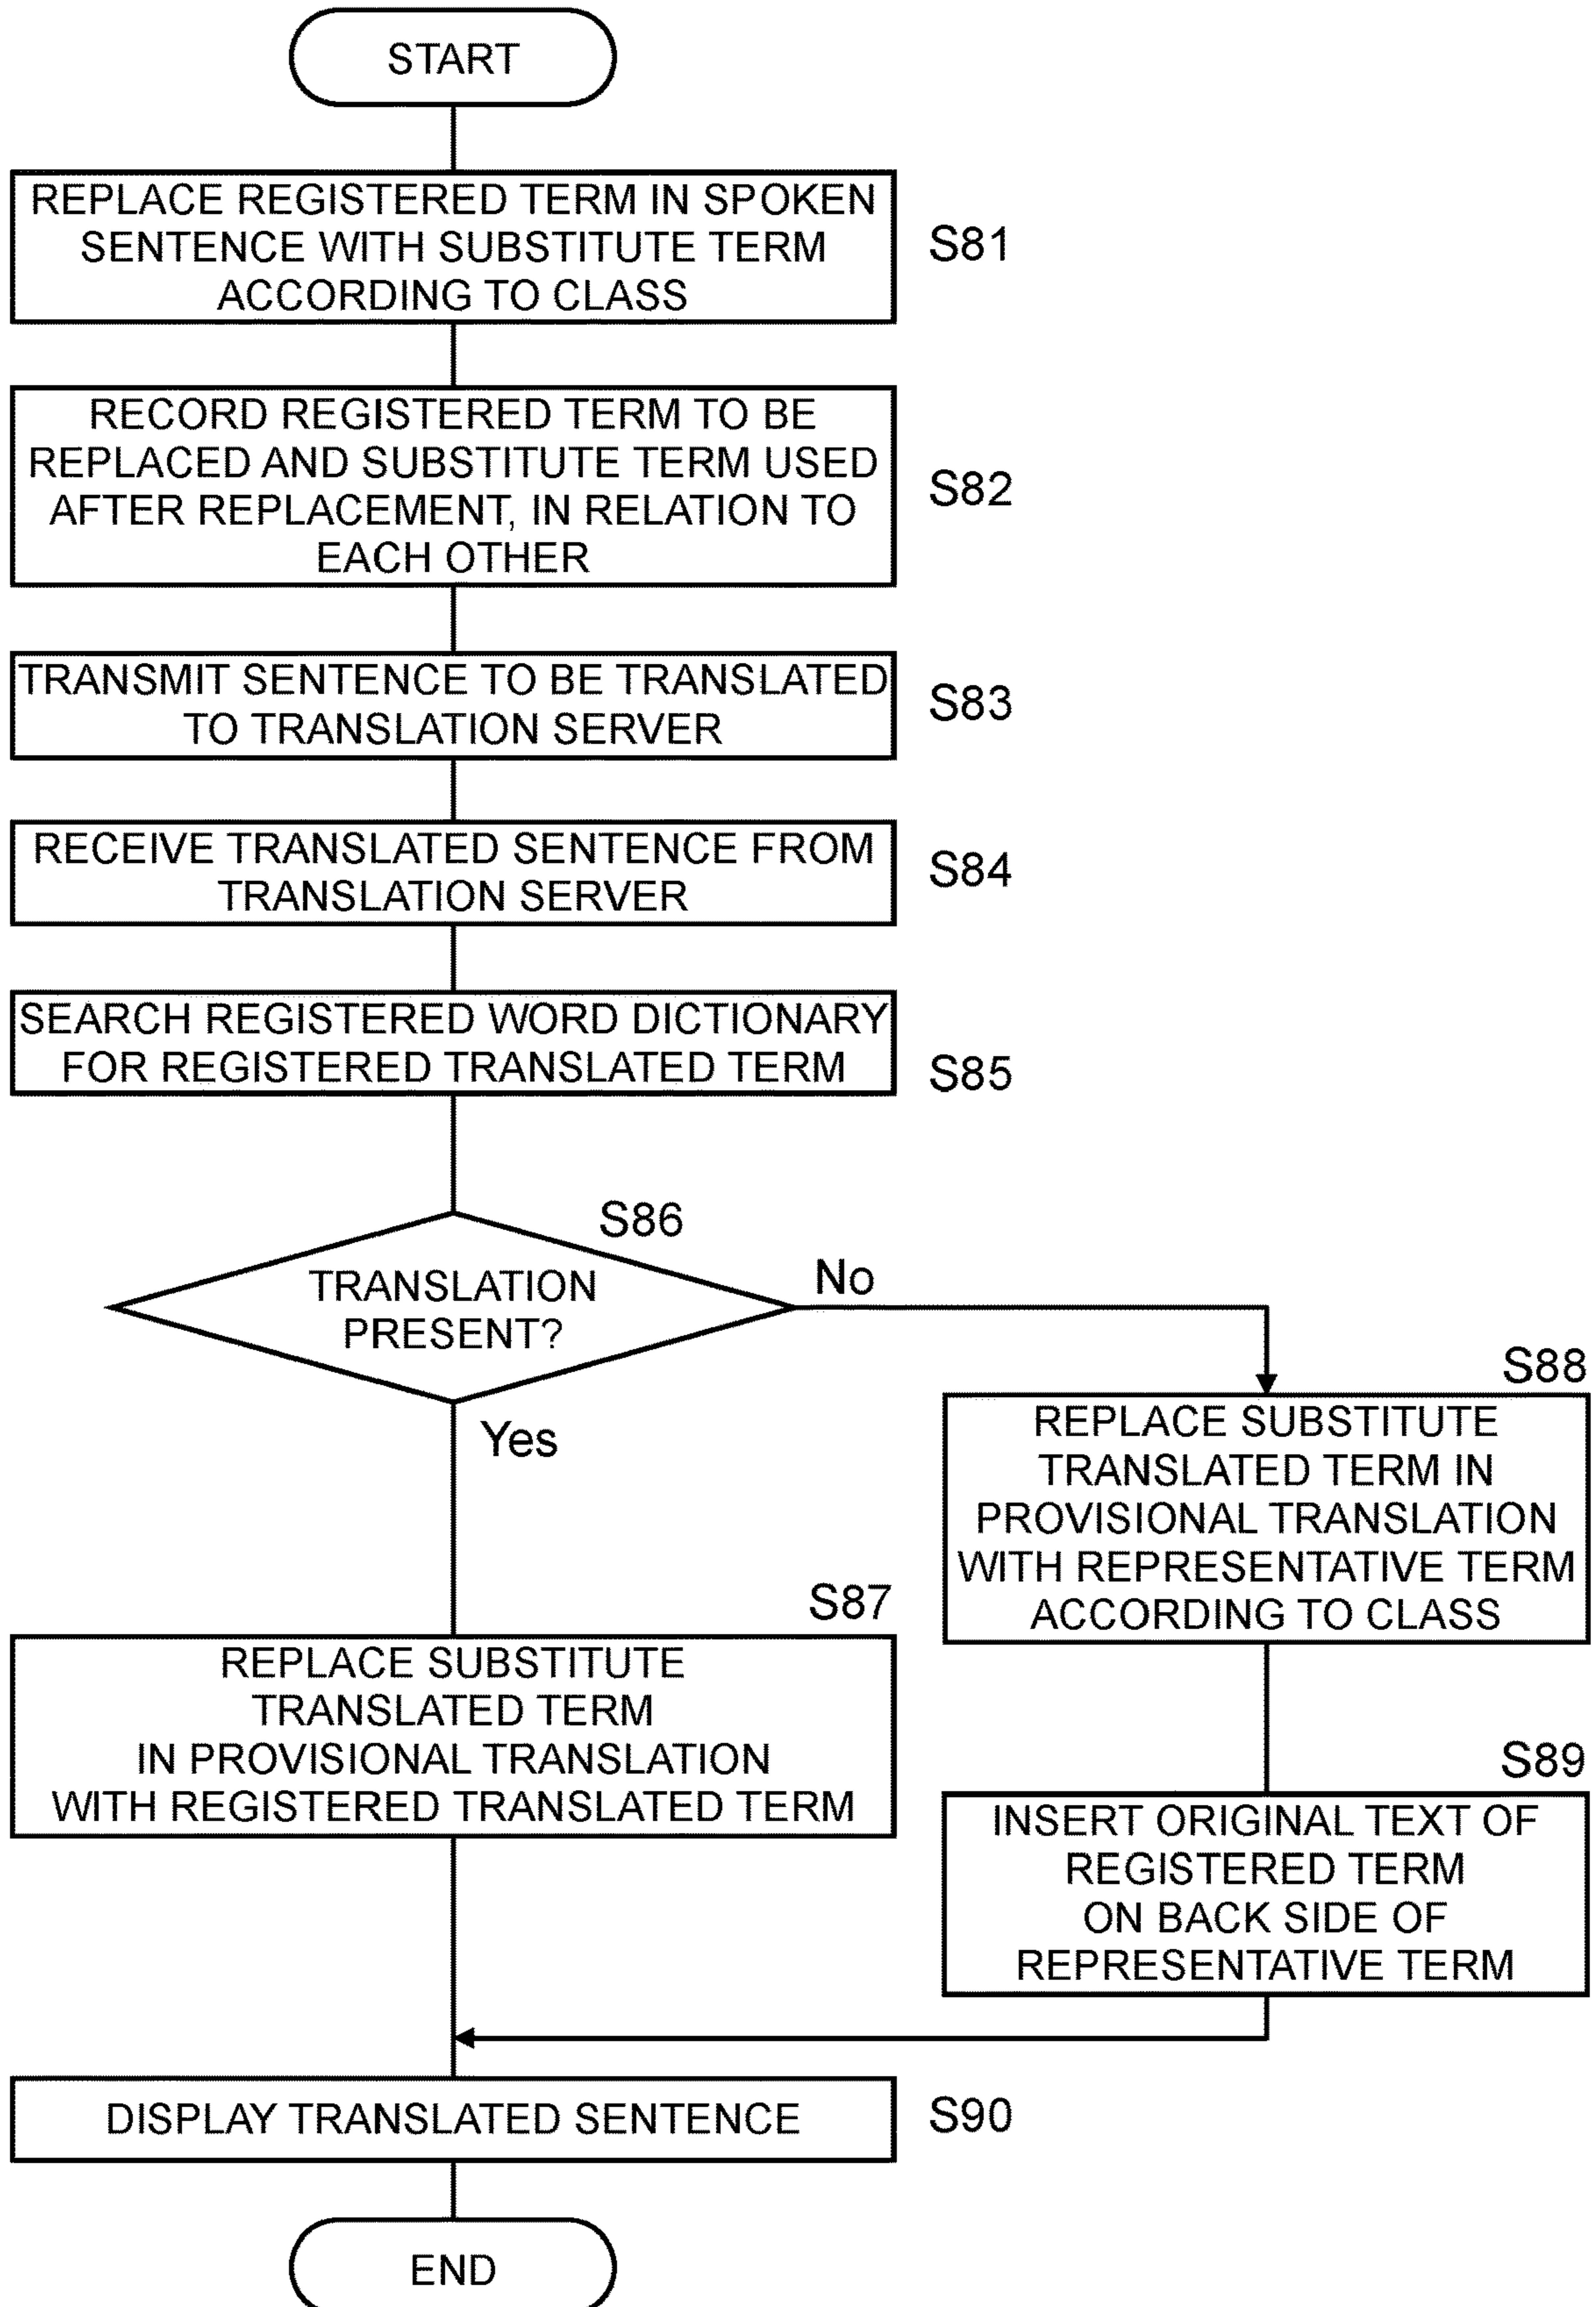 START
REPLACE REGISTERED TERM IN SPOKEN
SENTENCE WITH SUBSTITUTE TERM
ACCORDING TO CLASS
S81
RECORD REGISTERED TERM TO BE
REPLACED AND SUBSTITUTE TERM USED
AFTER REPLACEMENT, IN RELATION TO
EACH OTHER
S82
TRANSMIT SENTENCE TO BE TRANSLATED
TO TRANSLATION SERVER
S83
RECEIVE TRANSLATED SENTENCE FROM
TRANSLATION SERVER
S84
SEARCH REGISTERED WORD DICTIONARY
FOR REGISTERED TRANSLATED TERM
S85
S86
TRANSLATION
PRESENT?
No
Yes
S88
REPLACE SUBSTITUTE
TRANSLATED TERM IN
PROVISIONAL TRANSLATION
WITH REPRESENTATIVE TERM
ACCORDING TO CLASS
S87
REPLACE SUBSTITUTE
TRANSLATED TERM
IN PROVISIONAL TRANSLATION
WITH REGISTERED TRANSLATED TERM
S89
INSERT ORIGINAL TEXT OF
REGISTERED TERM
ON BACK SIDE OF
REPRESENTATIVE TERM
DISPLAY TRANSLATED SENTENCE
S90
END